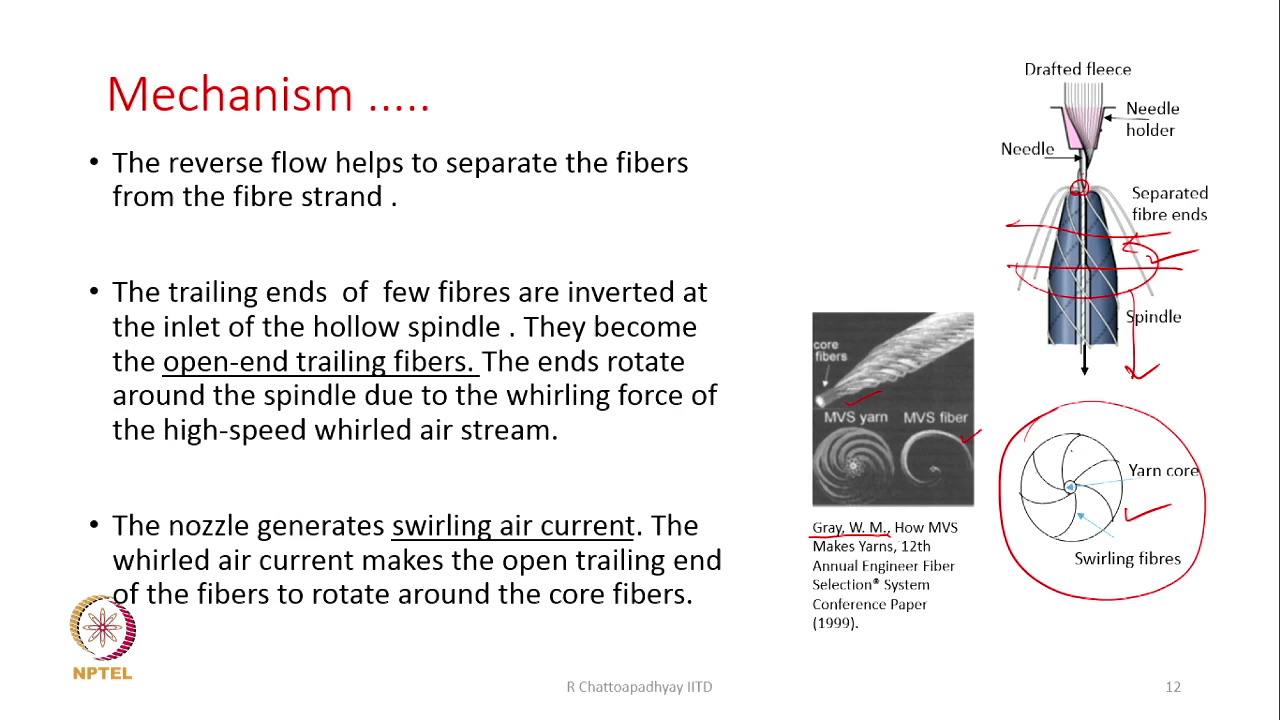 Mechanism .....
• The reverse flow helps to separate the fibers
from the fibre strand .
• The trailing ends of few fibres are inverted at
the inlet of the hollow spindle . They become
the open-end trailing fibers. The ends rotate
around the spindle due to the whirling force of
the high-speed whirled air stream.
• The nozzle generates swirling air current. The
whirled air current makes the open trailing end
of the fibers to rotate around the core fibers.
Drafted fleece
Needle
holder
Needle
Separated
fibre ends
Spindle
core
fibers
MVS yarn
MVS fiber
Yarn core
Swirling fibres
Gray, W. M., How MVS
Makes Yarns, 12th
Annual Engineer Fiber
Selection® System
Conference Paper
(1999).
NPTEL
R Chattoapadhyay IITD
12